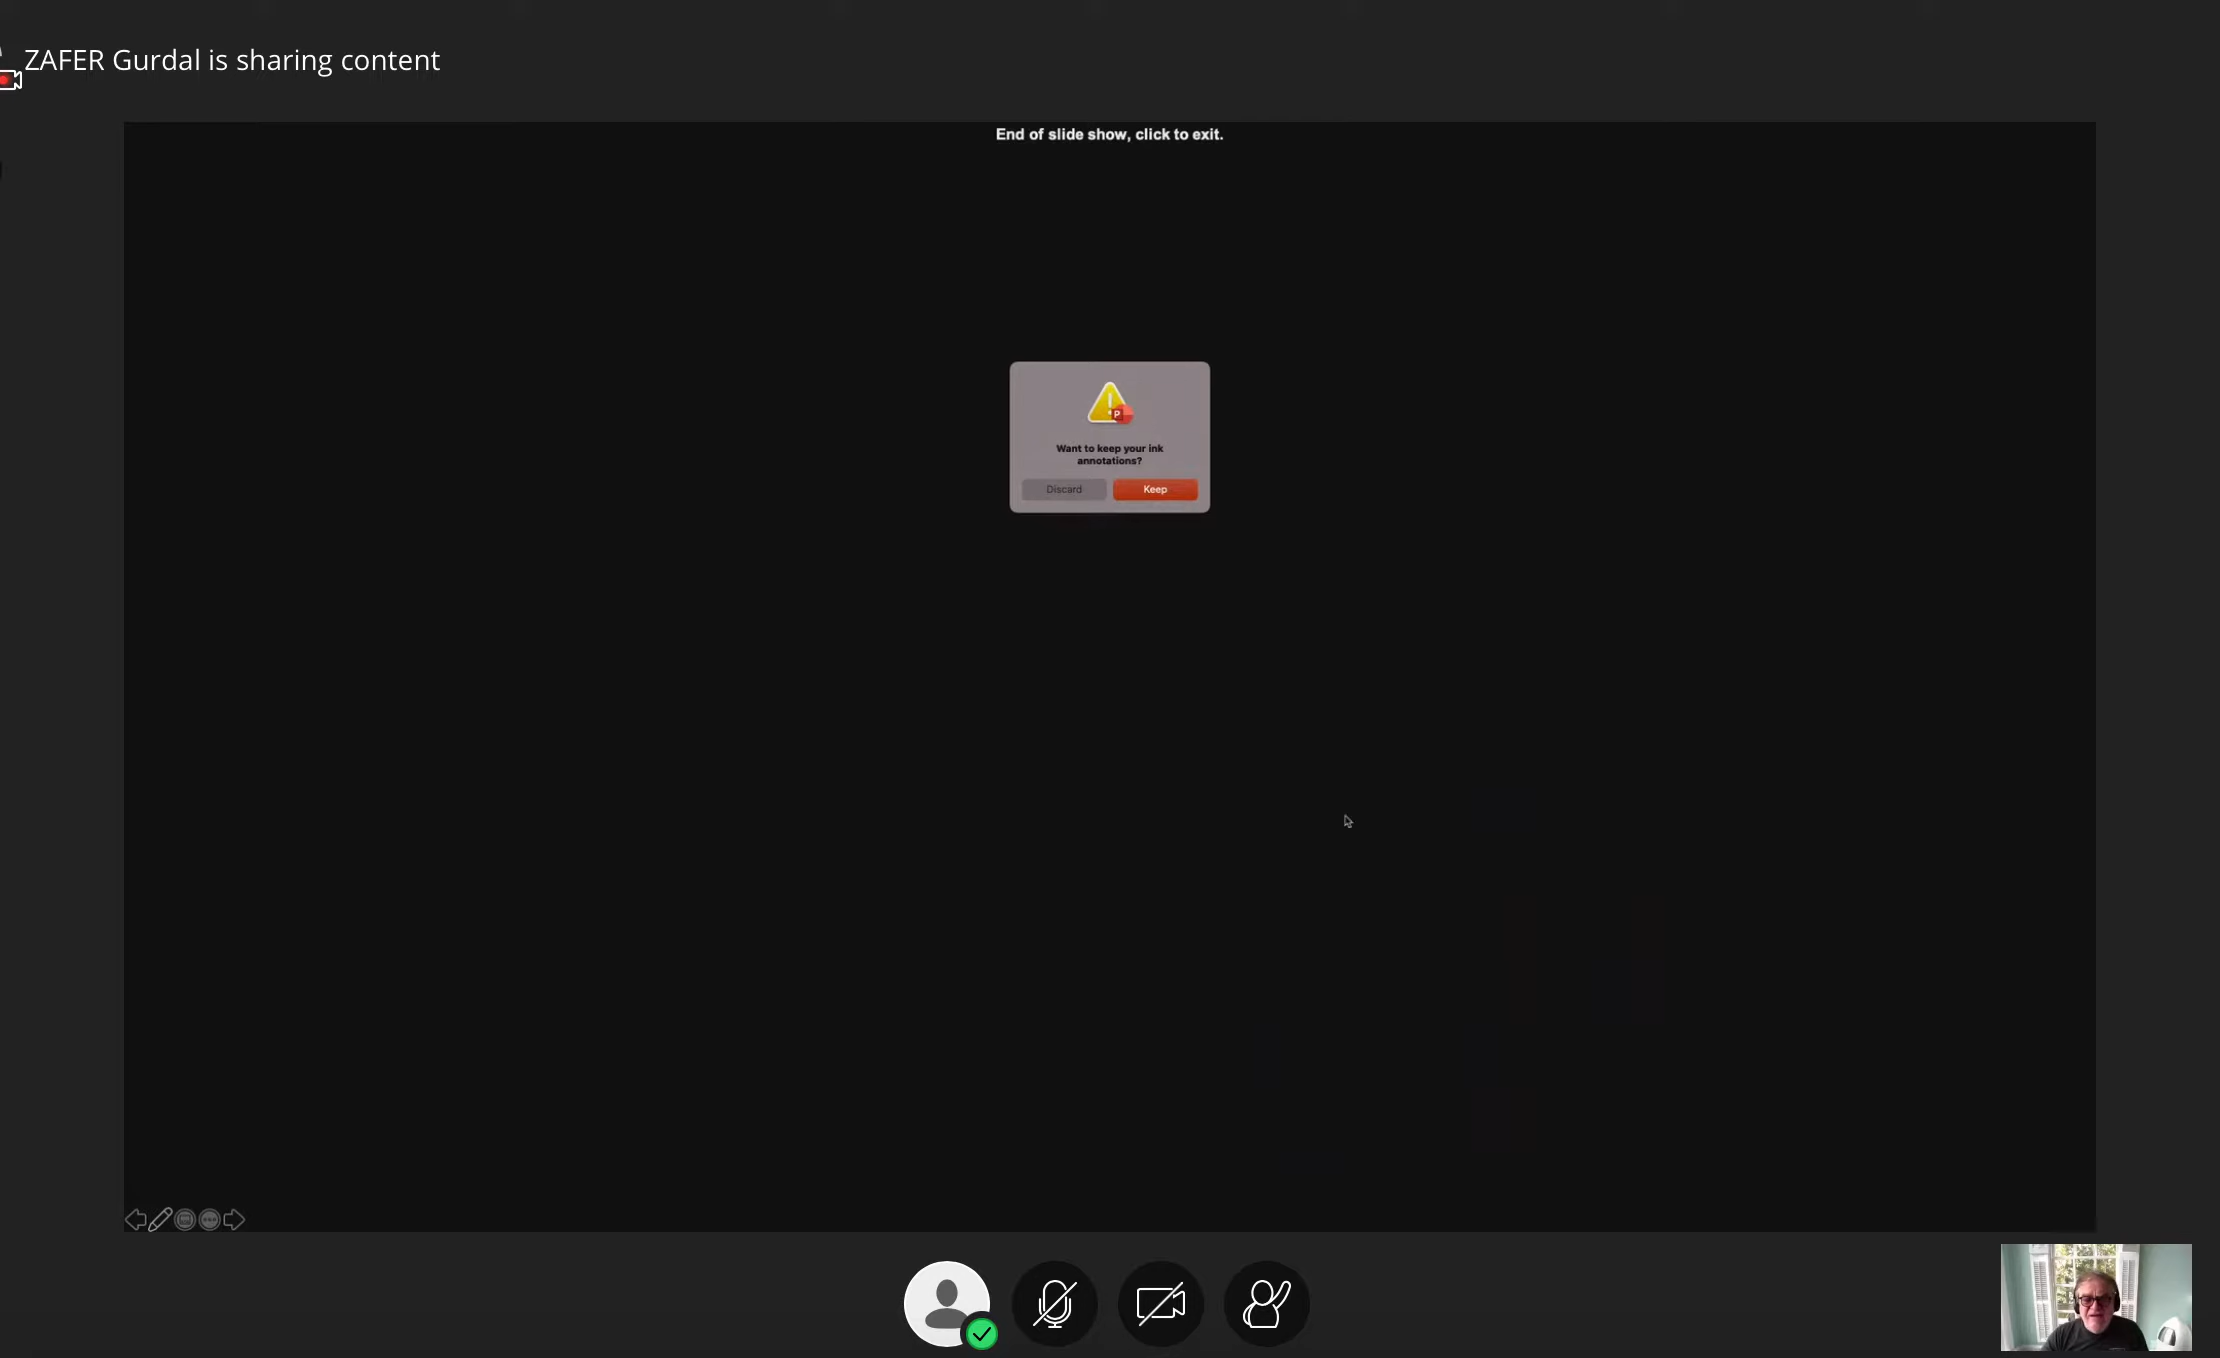 ZAFER Gurdal is sharing content
End of slide show, click to exit.
P
Want to keep your ink
annotations?
Discard
Keep